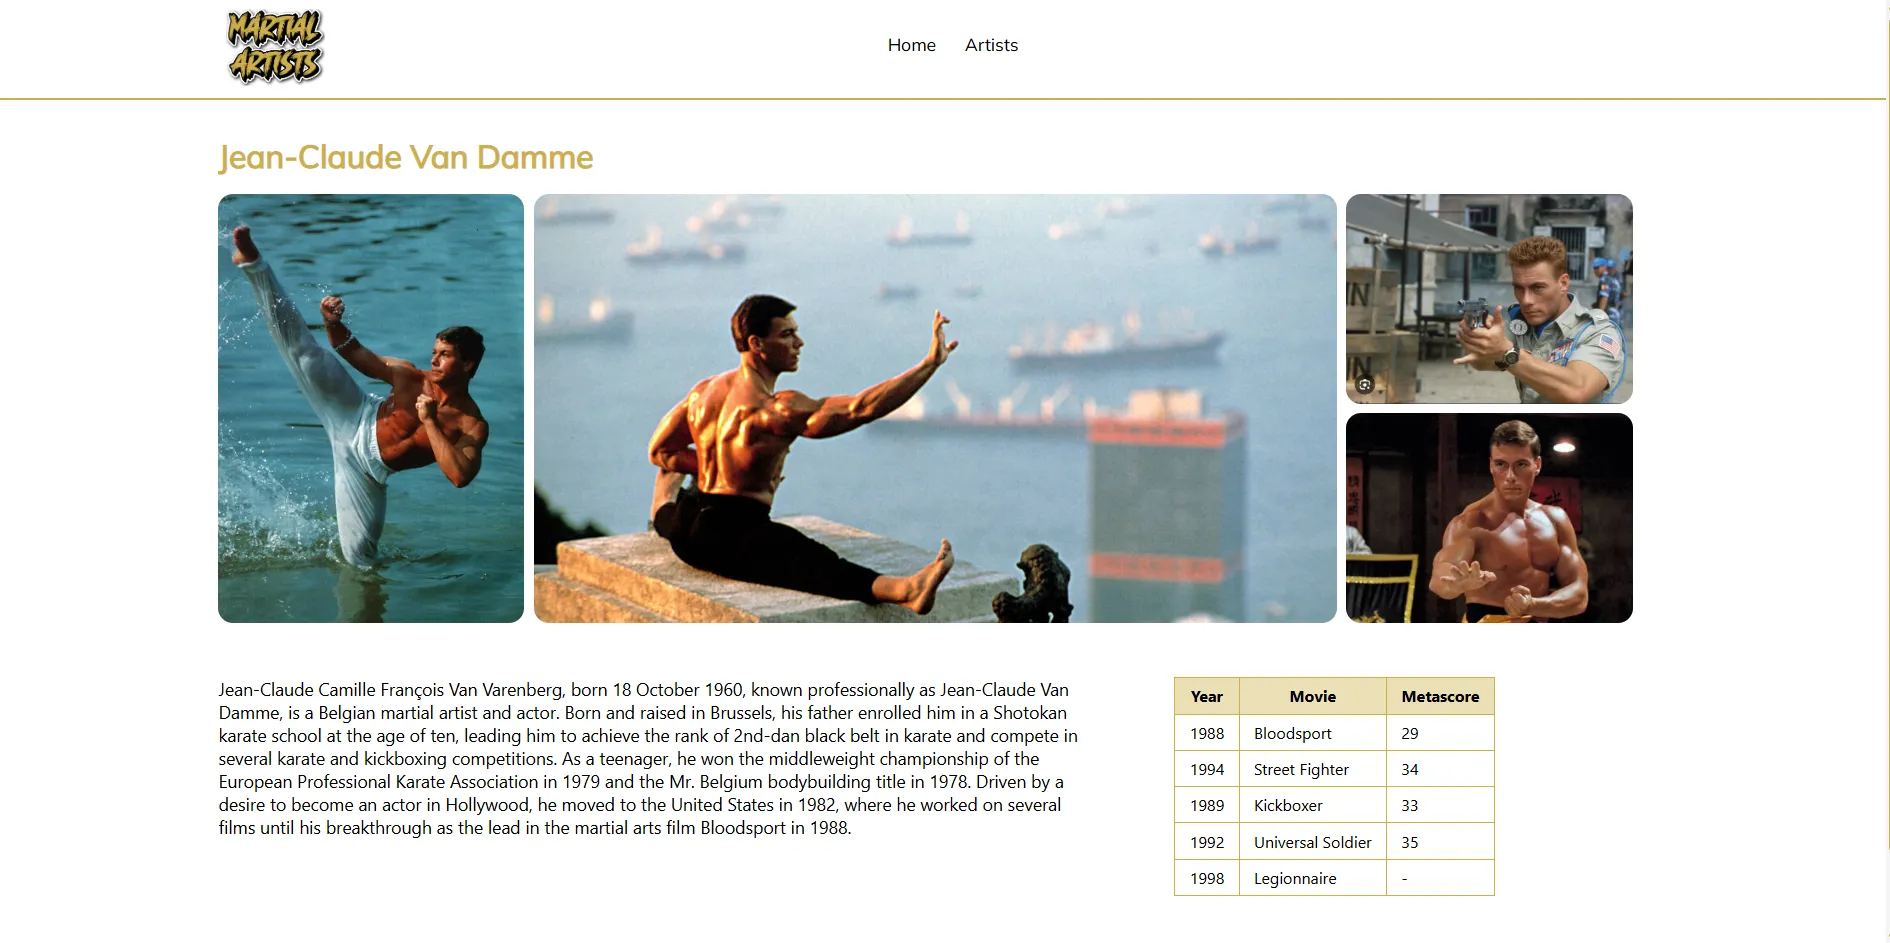 MARTIAL
ARTISTS
Home Artists
Jean-Claude Van Damme
Jean-Claude Camille François Van Varenberg, born 18 October 1960, known professionally as Jean-Claude Van
Damme, is a Belgian martial artist and actor. Born and raised in Brussels, his father enrolled him in a Shotokan
karate school at the age of ten, leading him to achieve the rank of 2nd-dan black belt in karate and compete in
several karate and kickboxing competitions. As a teenager, he won the middleweight championship of the
European Professional Karate Association in 1979 and the Mr. Belgium bodybuilding title in 1978. Driven by a
desire to become an actor in Hollywood, he moved to the United States in 1982, where he worked on several
films until his breakthrough as the lead in the martial arts film Bloodsport in 1988.
Year Movie Metascore
1988 Bloodsport 29
1994 Street Fighter 34
1989 Kickboxer 33
1992 Universal Soldier 35
1998 Legionnaire -